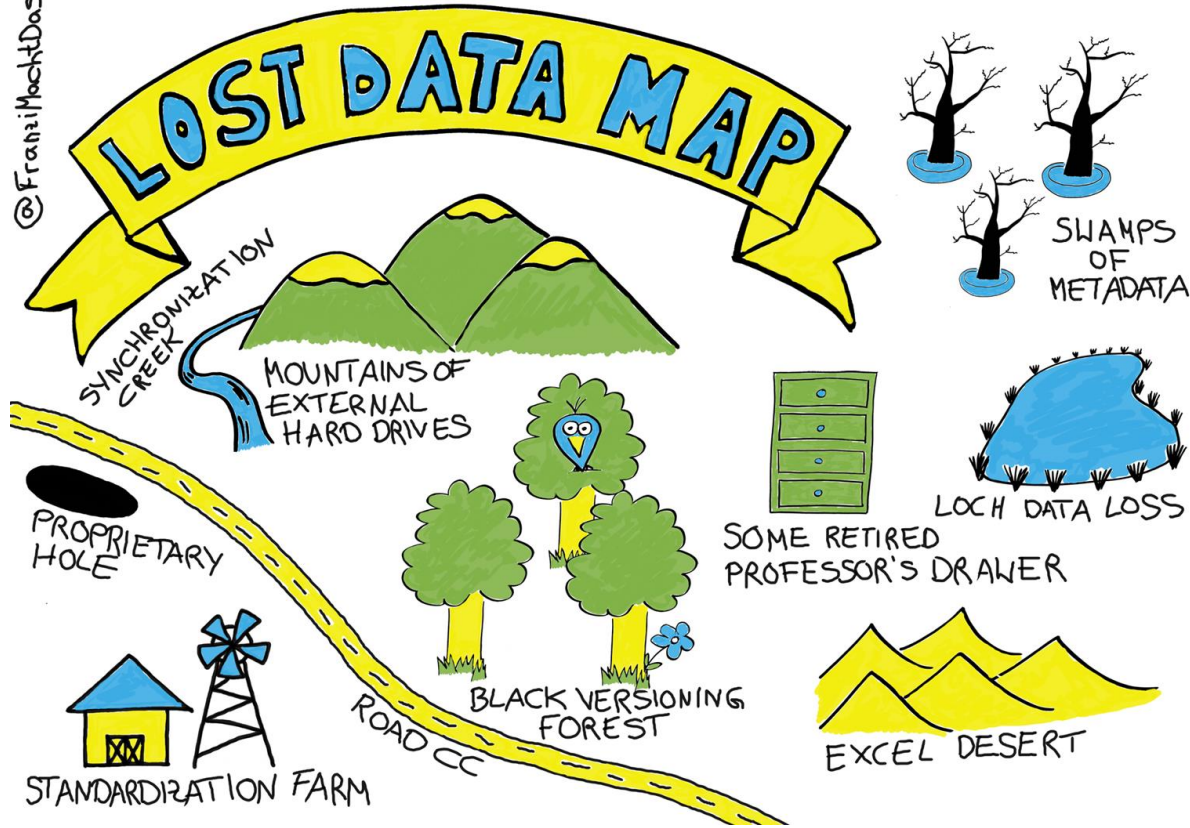 @FranziMachtDas
LOST DATA MAP
SWAMPS
OF
METADATA
SYNCHRONIZATION
CREEK
MOUNTAINS OF
EXTERNAL
HARD DRIVES
PROPRIETARY
HOLE
SOME RETIRED
PROFESSOR'S DRAWER
LOCH DATA LOSS
BLACK VERSIONING
FOREST
ROAD CC
EXCEL DESERT
STANDARDIZATION FARM